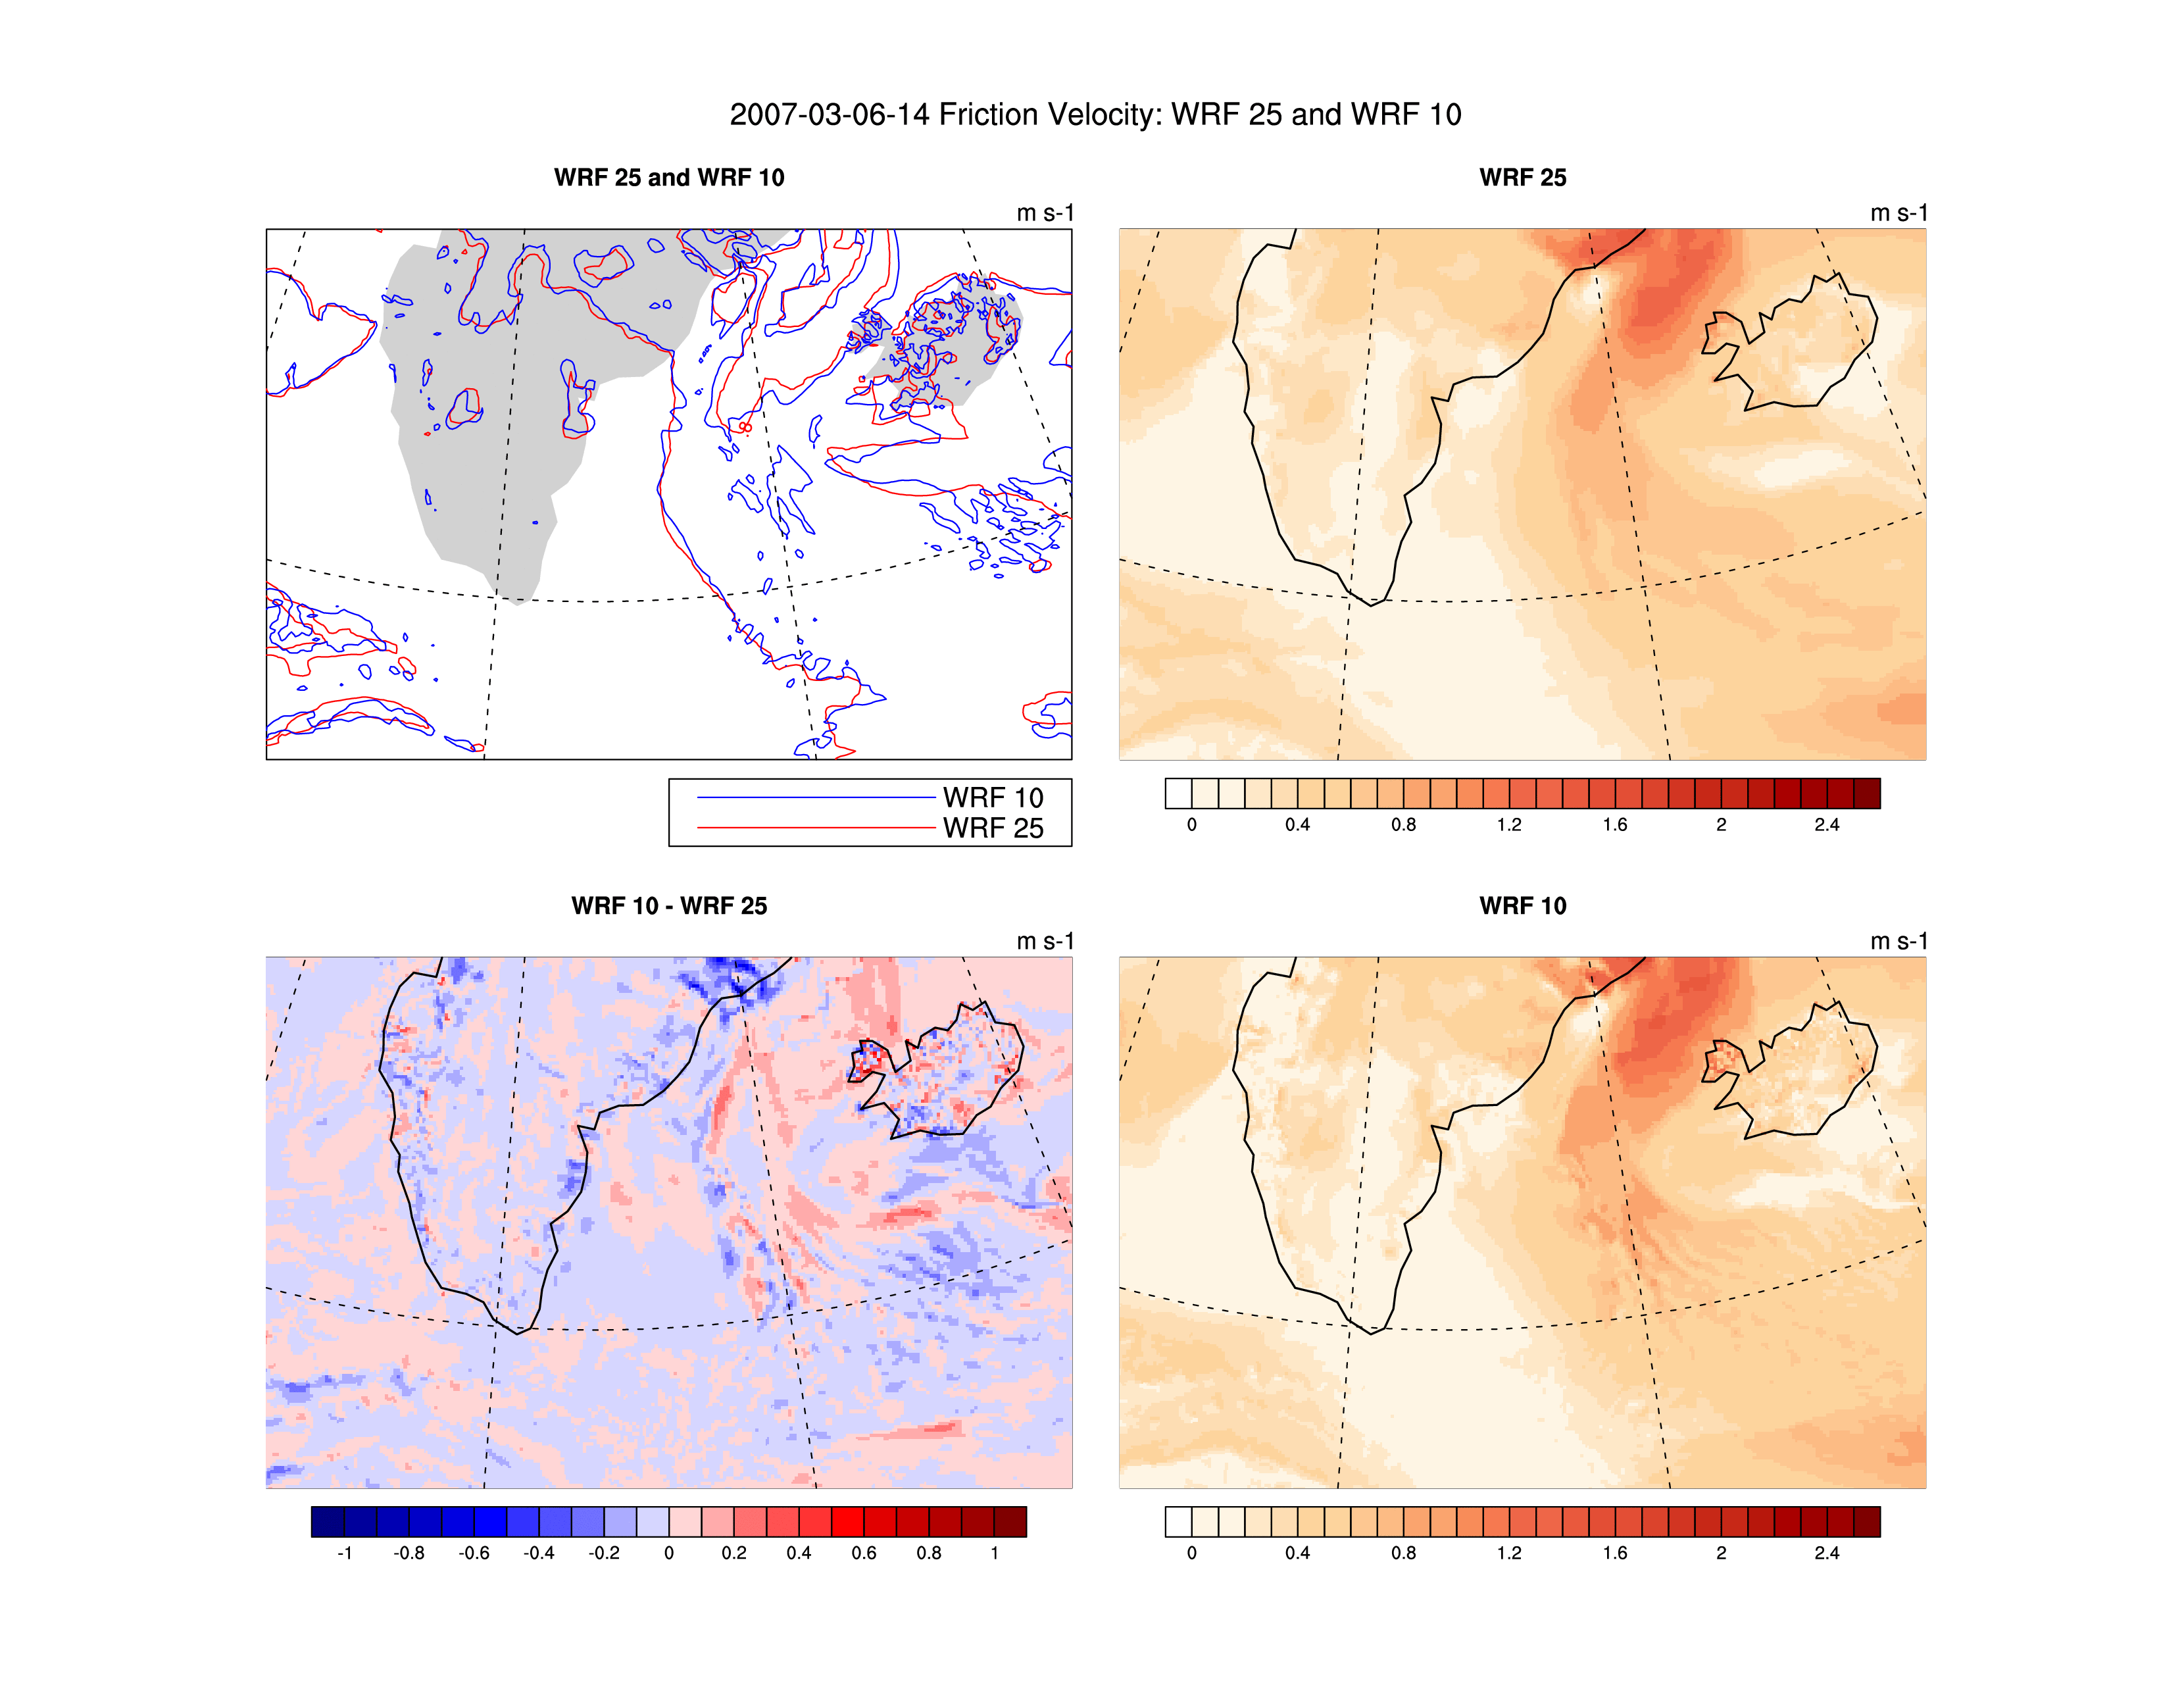 2007-03-06-14 Friction Velocity: WRF 25 and WRF 10
WRF 25 and WRF 10
m s-1
WRF 10
WRF 25
WRF 25
m s-1
0 0.4 0.8 1.2 1.6 2 2.4
WRF 10 - WRF 25
m s-1
-1 -0.8 -0.6 -0.4 -0.2 0 0.2 0.4 0.6 0.8 1
WRF 10
m s-1
0 0.4 0.8 1.2 1.6 2 2.4